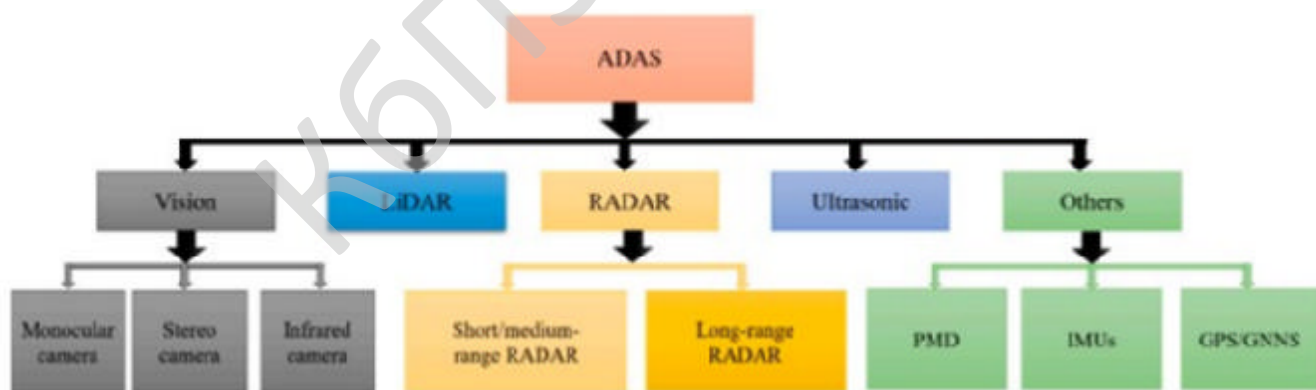 ADAS
Vision
LiDAR
RADAR
Ultrasonic
Others
Monocular
camera
Stereo
camera
Infrared
camera
Short/medium-
range RADAR
Long-range
RADAR
PMD
IMUs
GPS/GNNS